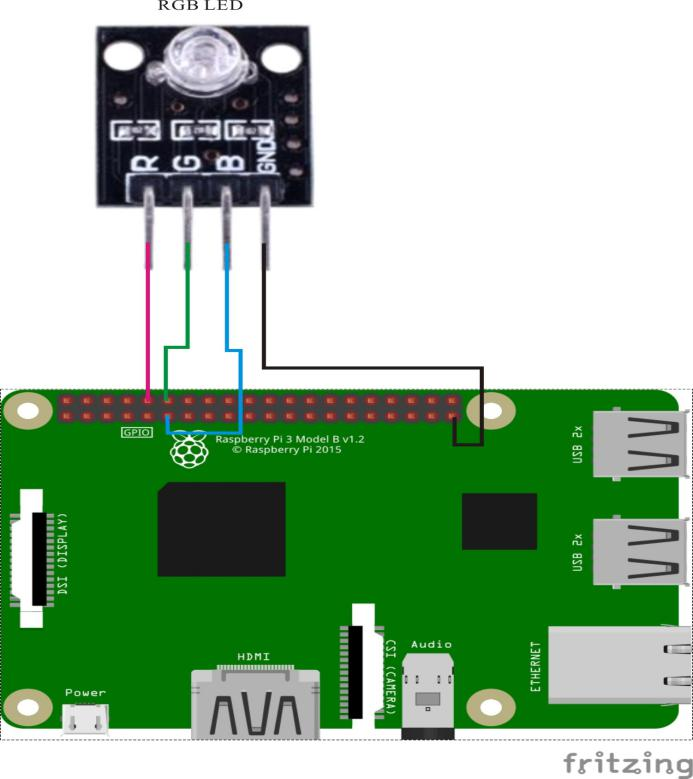 RGB LED
R
G
B
GND
GPIO
Raspberry Pi 3 Model B v1.2
© Raspberry Pi 2015
USB 2x
DSI (DISPLAY)
USB 2x
HDMI
CSI (CAMERA)
Audio
ETHERNET
Power
fritzing